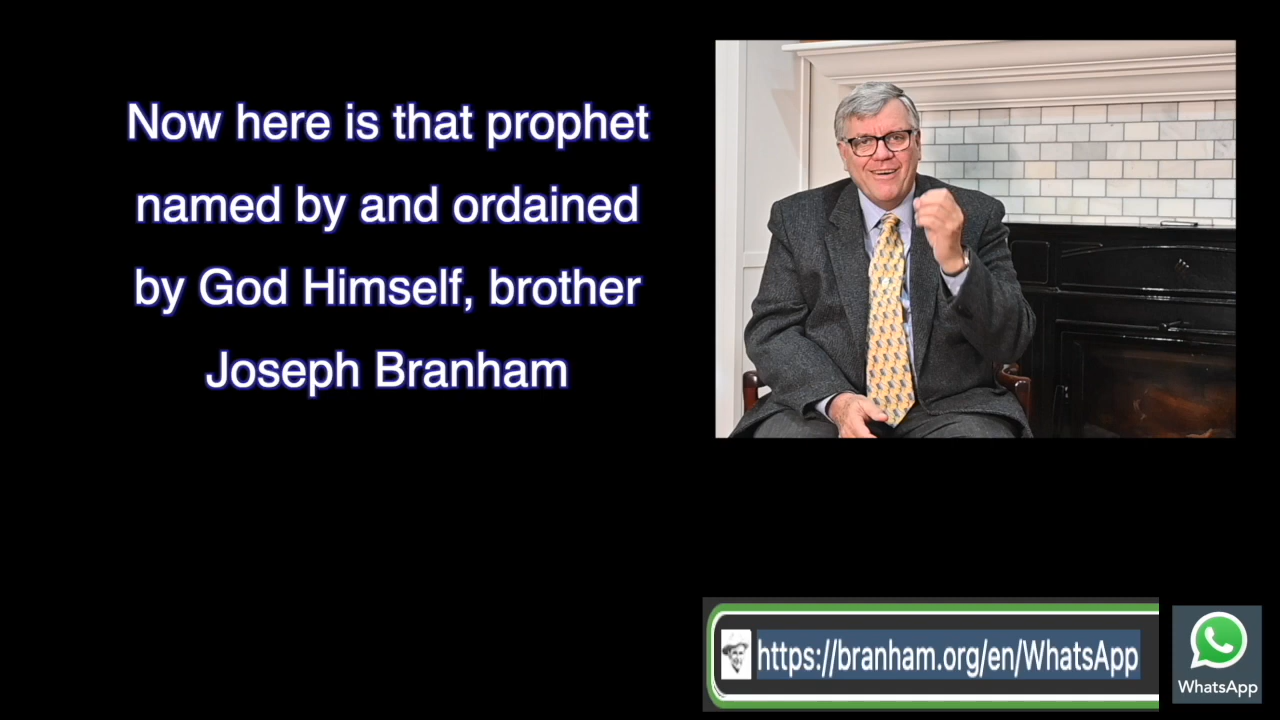 Now here is that prophet
named by and ordained
by God Himself, brother
Joseph Branham
https://branham.org/en/WhatsApp
WhatsApp